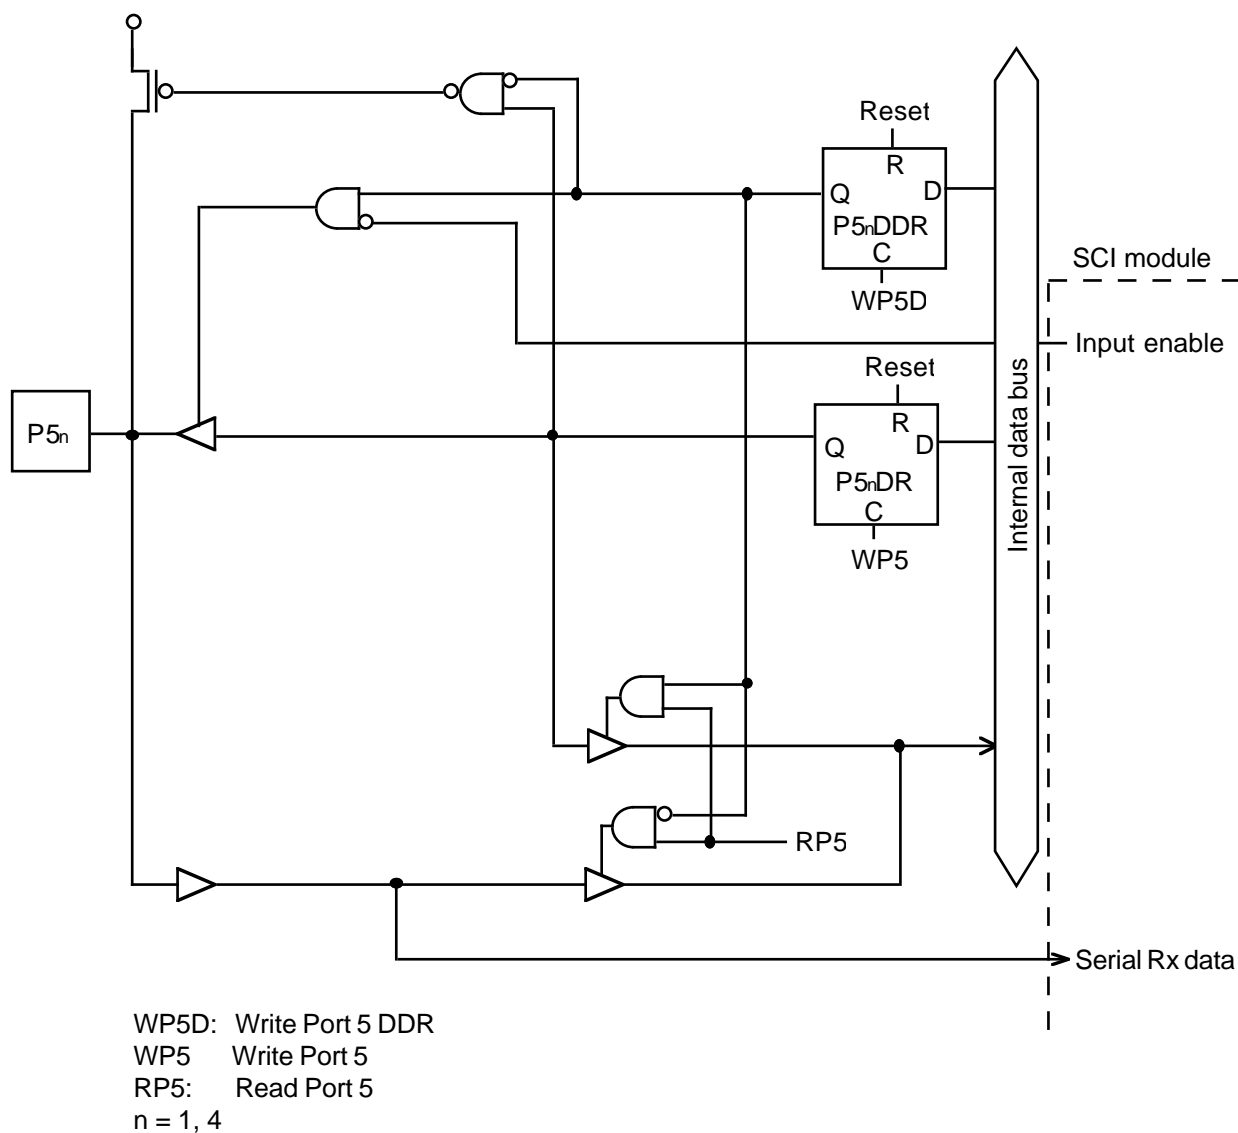 Reset
R
Q
D
P5nDDR
C
WP5D
SCI module
Input enable
Reset
R
Q
D
P5nDR
C
WP5
Internal data bus
P5n
RP5
Serial Rx data
WP5D: Write Port 5 DDR
WP5 Write Port 5
RP5: Read Port 5
n = 1, 4